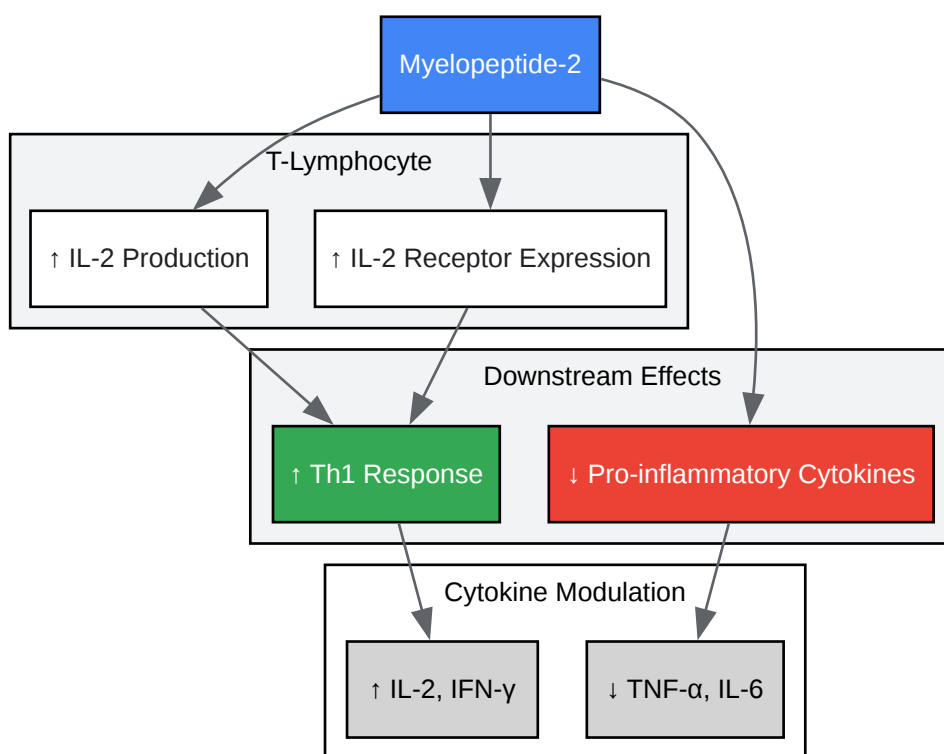 Myelopeptide-2
T-Lymphocyte
↑ IL-2 Production
↑ IL-2 Receptor Expression
Downstream Effects
↑ Th1 Response
↓ Pro-inflammatory Cytokines
Cytokine Modulation
↑ IL-2, IFN-γ
↓ TNF-α, IL-6